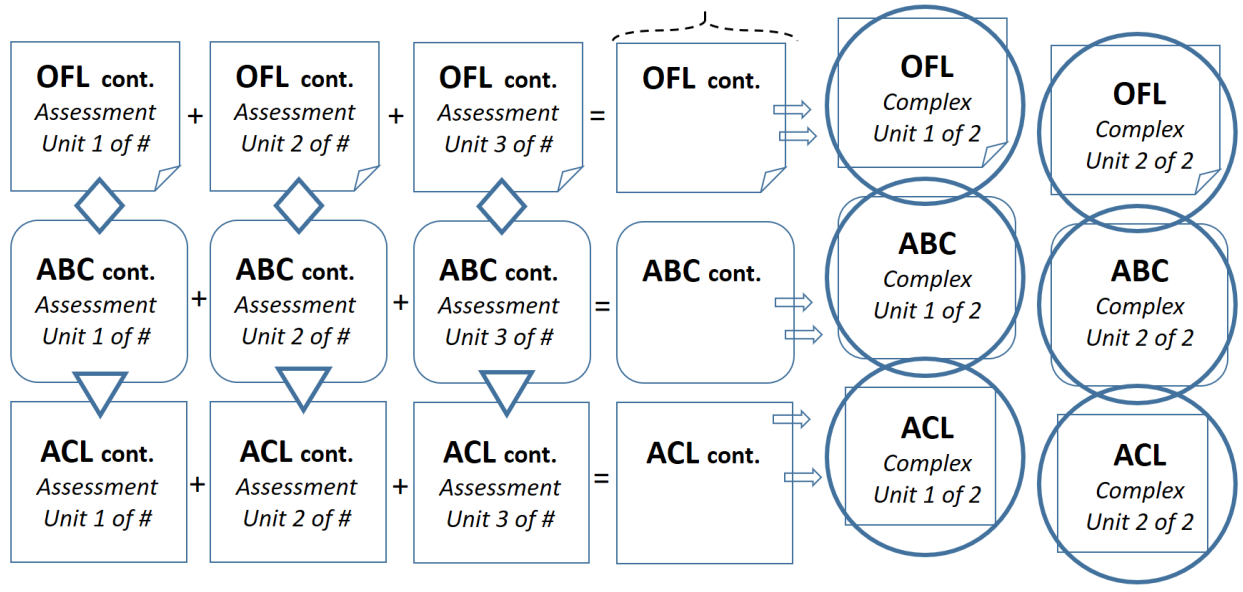 OFL cont.
Assessment
Unit 1 of #
+
OFL cont.
Assessment
Unit 2 of #
+
OFL cont.
Assessment
Unit 3 of #
=
OFL cont.
OFL
Complex
Unit 1 of 2
OFL
Complex
Unit 2 of 2
ABC cont.
Assessment
Unit 1 of #
+
ABC cont.
Assessment
Unit 2 of #
+
ABC cont.
Assessment
Unit 3 of #
=
ABC cont.
ABC
Complex
Unit 1 of 2
ABC
Complex
Unit 2 of 2
ACL cont.
Assessment
Unit 1 of #
+
ACL cont.
Assessment
Unit 2 of #
+
ACL cont.
Assessment
Unit 3 of #
=
ACL cont.
ACL
Complex
Unit 1 of 2
ACL
Complex
Unit 2 of 2